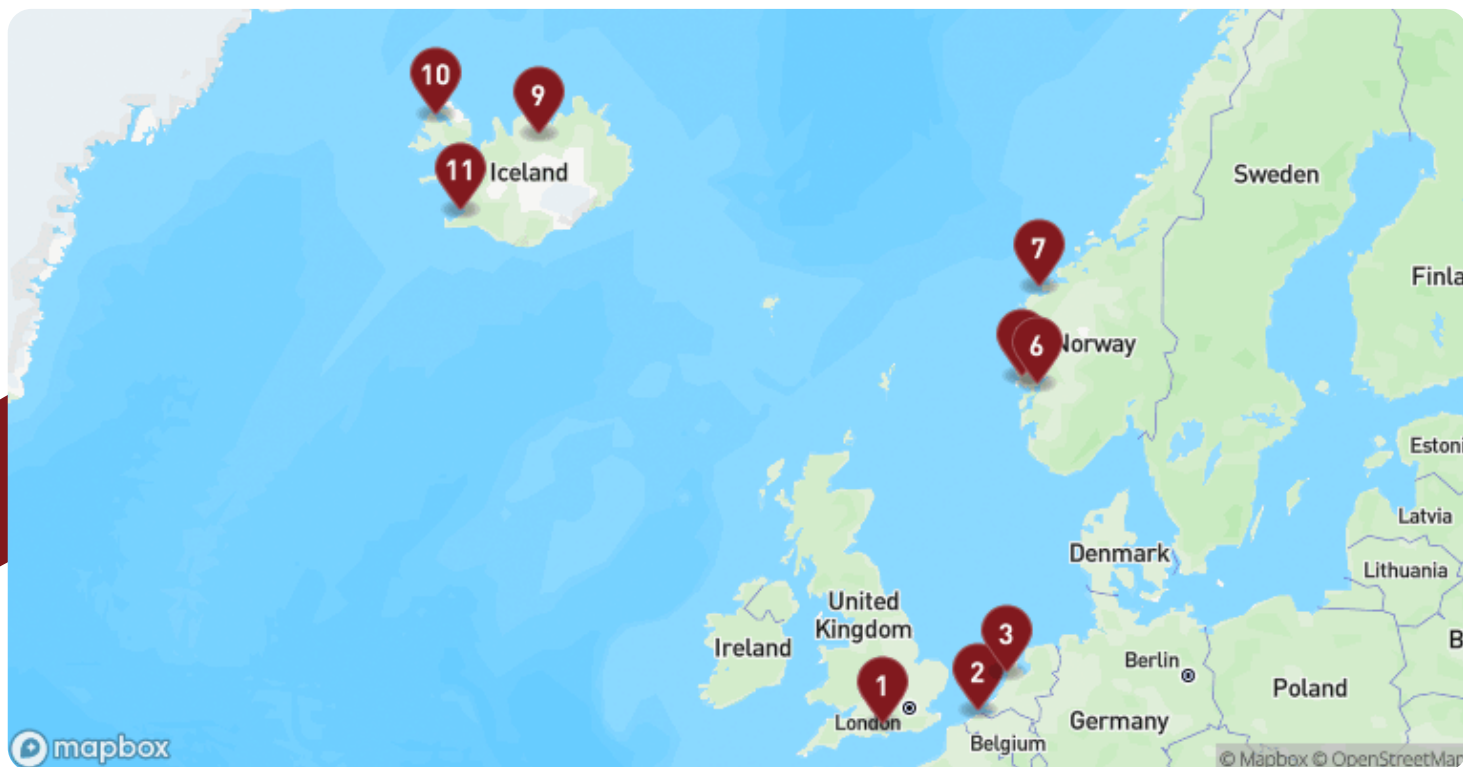 10
9
11
Iceland
Sweden
7
Finla
6
Norway
Estoni
Latvia
Denmark
Lithuania
United
Kingdom
3
Ireland
B
2
Berlin
1
Poland
London
Germany
Belgium
mapbox
© Mapbox © OpenStreetMap